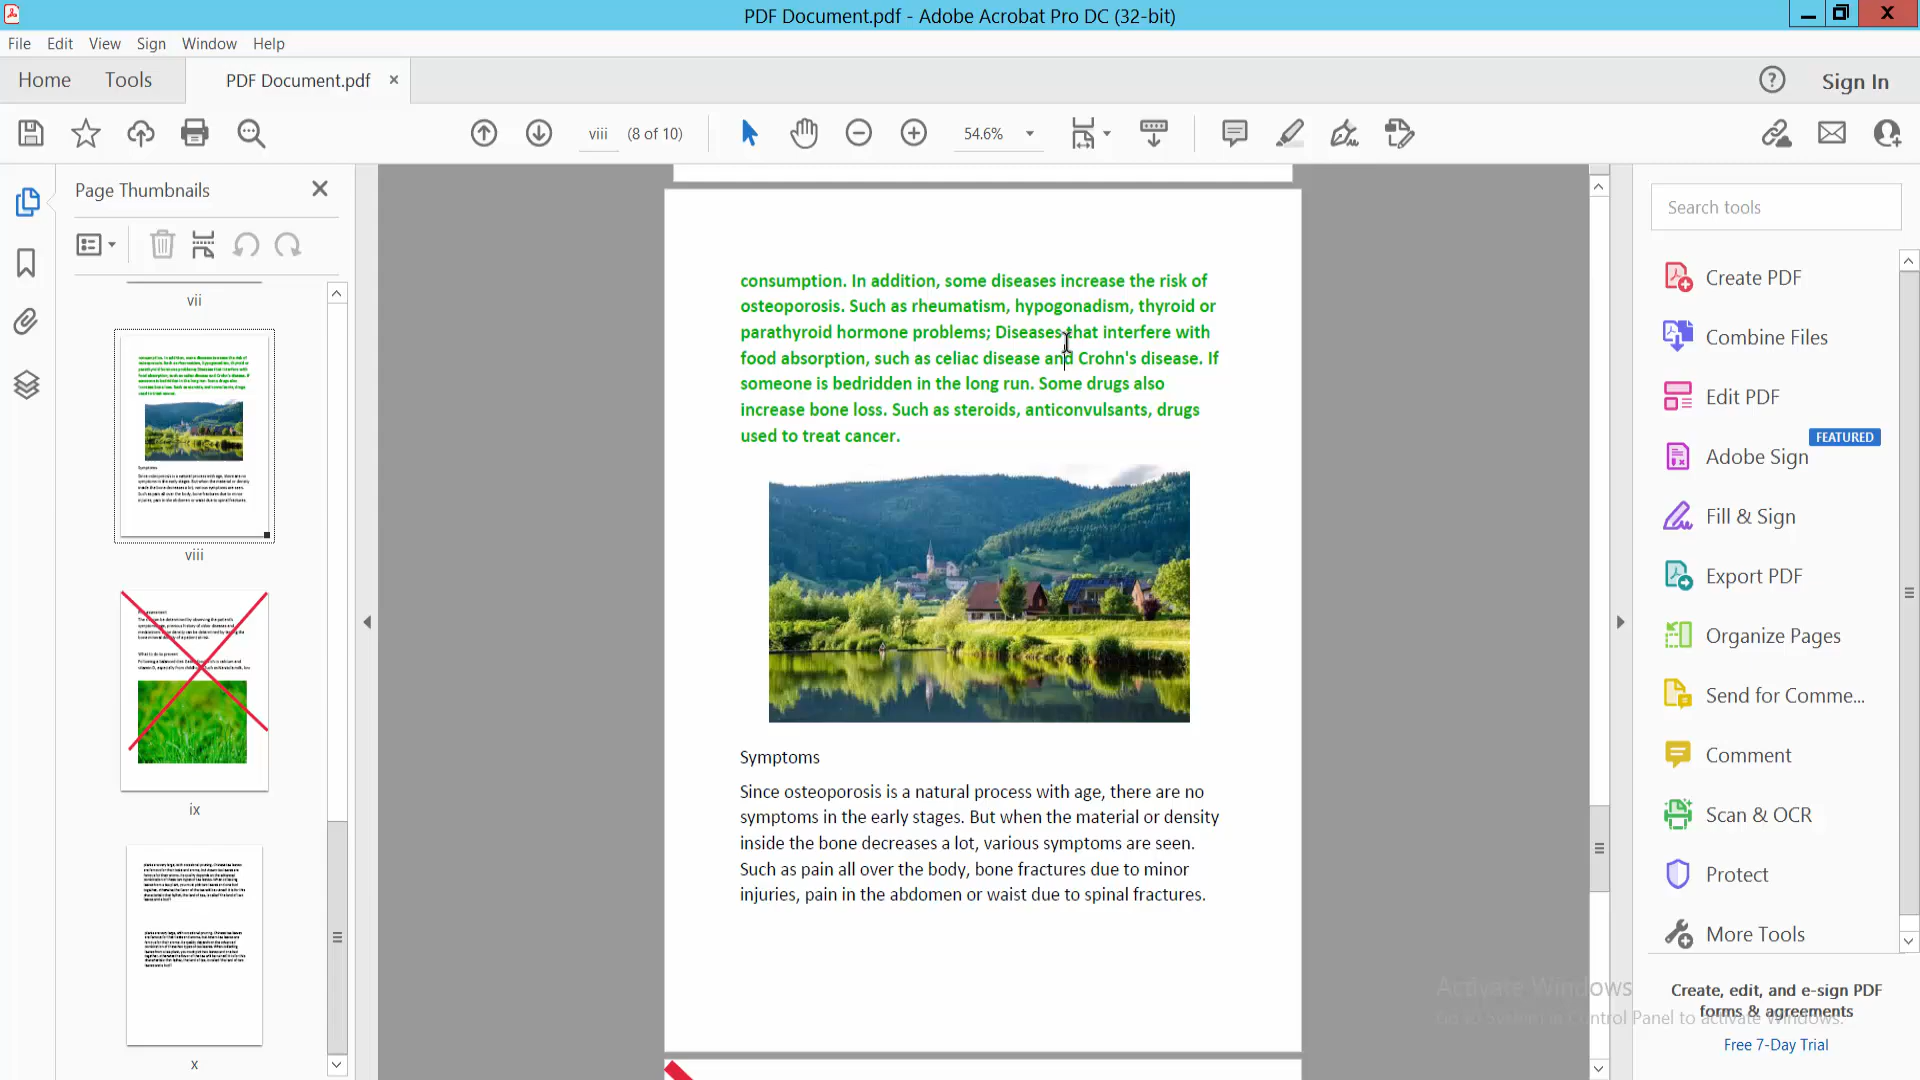 PDF Document.pdf - Adobe Acrobat Pro DC (32-bit)
File Edit View Sign Window Help
Home Tools PDF Document.pdf × Sign In
viii (8 of 10) 54.6%
Page Thumbnails
vii
viii
ix
x
consumption. In addition, some diseases increase the risk of
osteoporosis. Such as rheumatism, hypogonadism, thyroid or
parathyroid hormone problems; Diseases that interfere with
food absorption, such as celiac disease and Crohn's disease. If
someone is bedridden in the long run. Some drugs also
increase bone loss. Such as steroids, anticonvulsants, drugs
used to treat cancer.
Symptoms
Since osteoporosis is a natural process with age, there are no
symptoms in the early stages. But when the material or density
inside the bone decreases a lot, various symptoms are seen.
Such as pain all over the body, bone fractures due to minor
injuries, pain in the abdomen or waist due to spinal fractures.
Search tools
Create PDF
Combine Files
Edit PDF
FEATURED
Adobe Sign
Fill & Sign
Export PDF
Organize Pages
Send for Comme...
Comment
Scan & OCR
Protect
More Tools
Create, edit, and e-sign PDF
forms & agreements
Free 7-Day Trial
Activate Windows
Go to System in Control Panel to activate Windows.